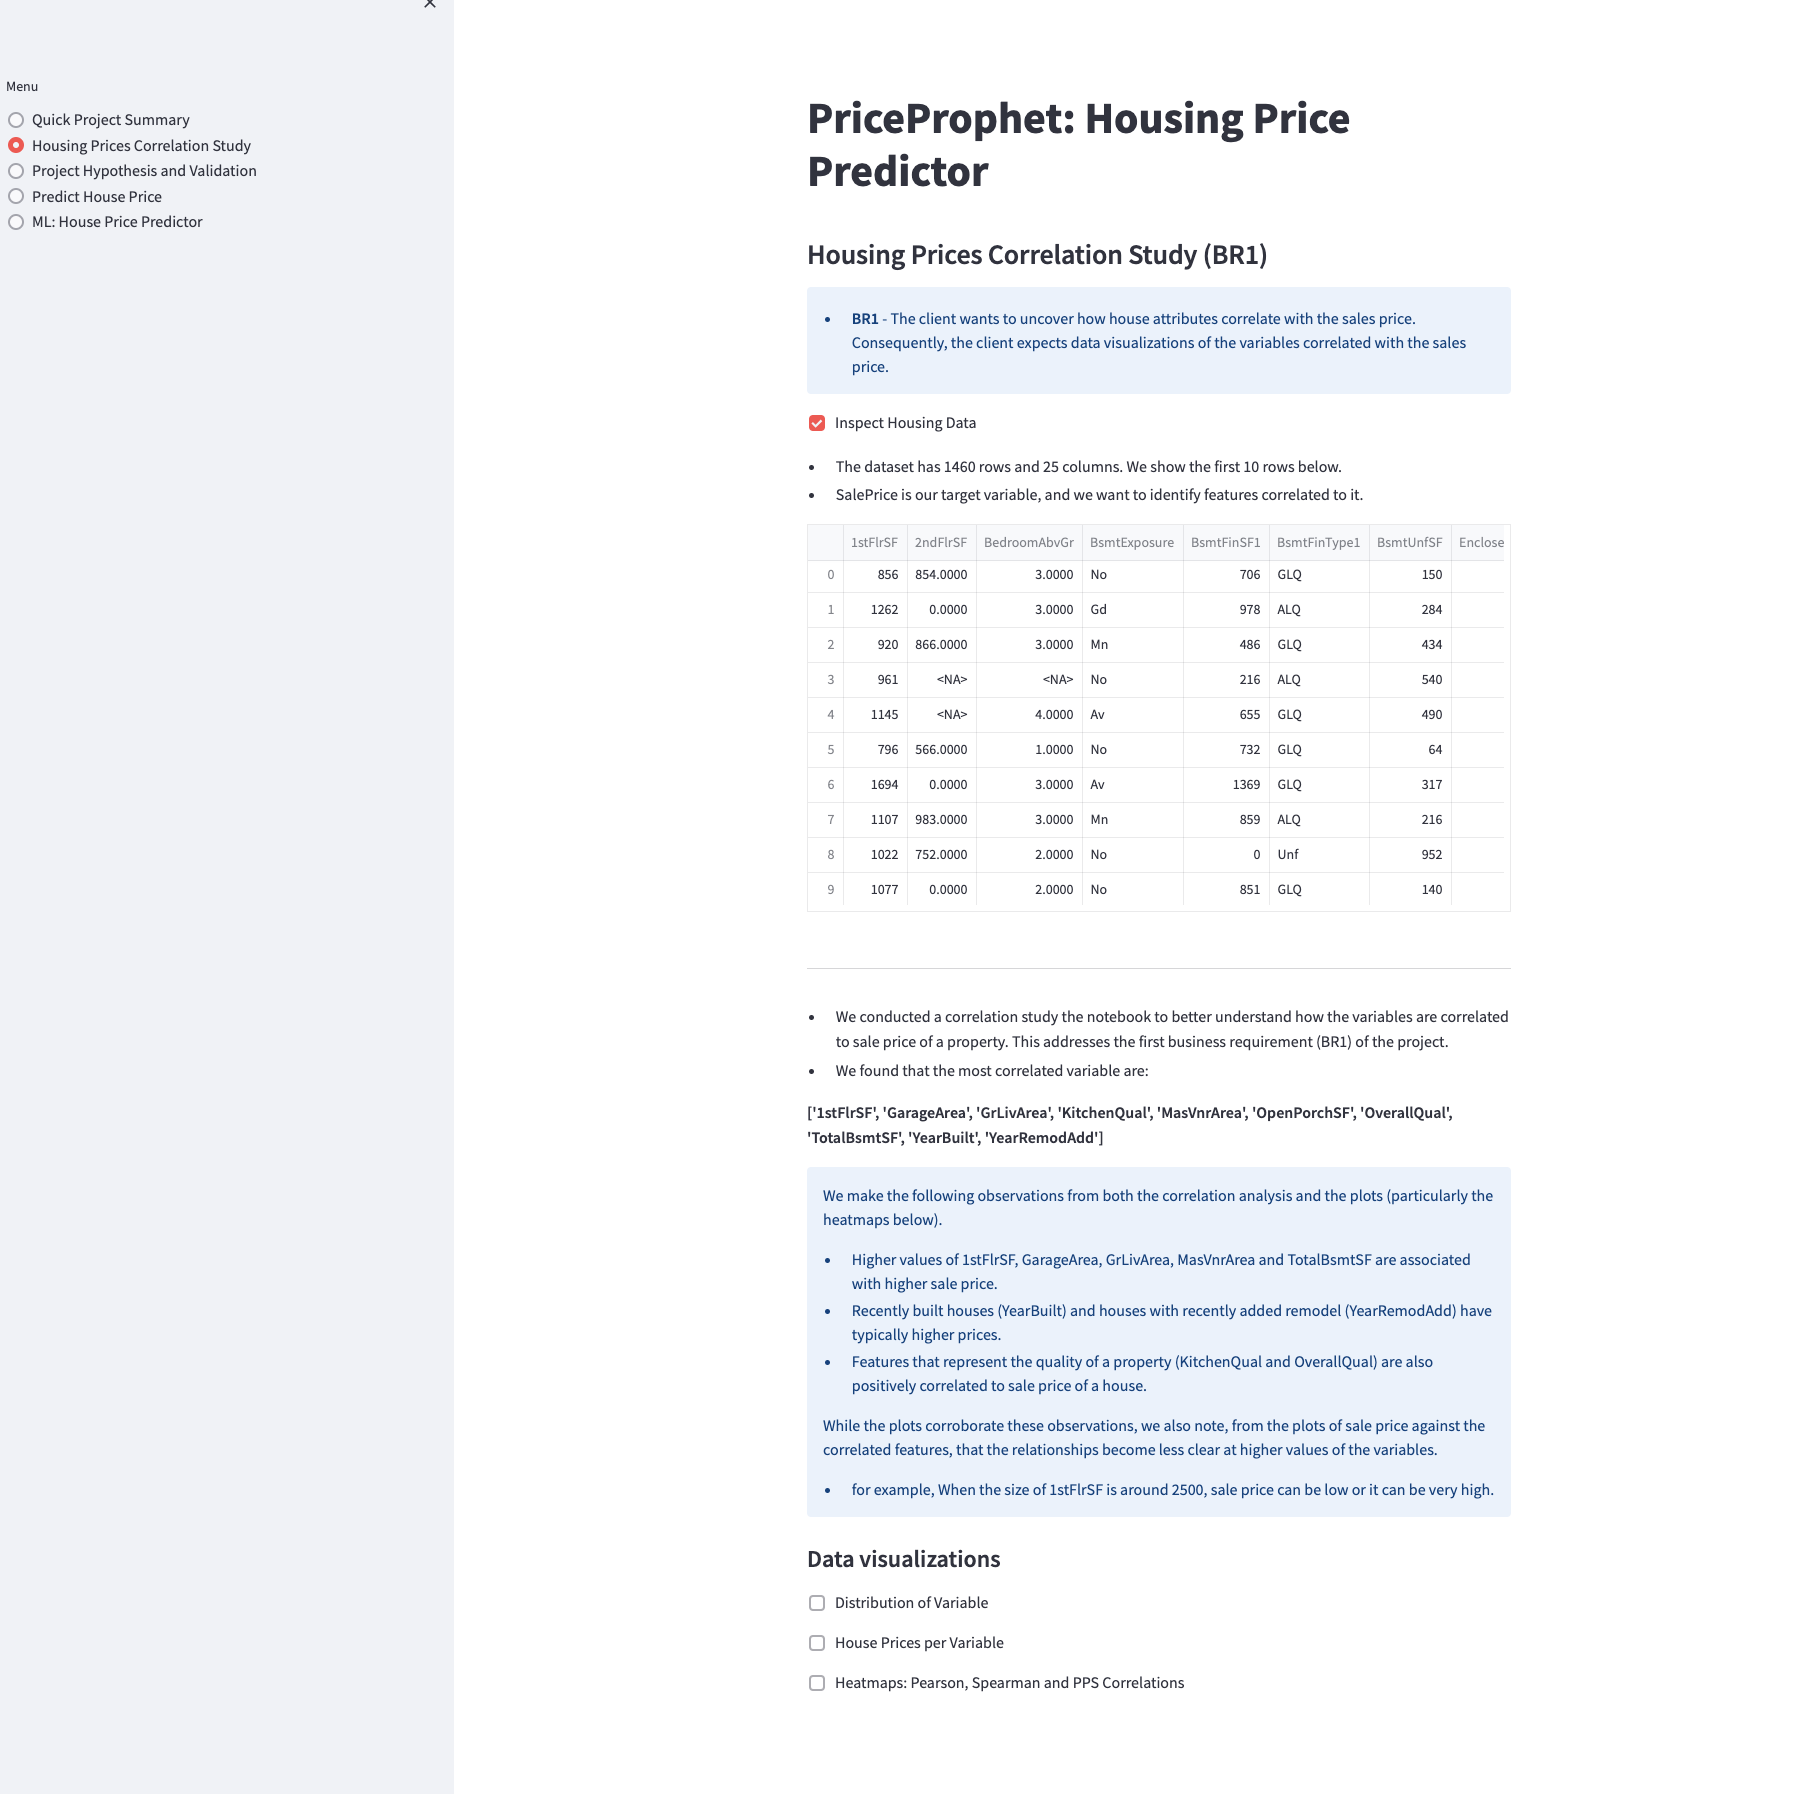 Menu
Quick Project Summary
Housing Prices Correlation Study
Project Hypothesis and Validation
Predict House Price
ML: House Price Predictor
PriceProphet: Housing Price
Predictor
Housing Prices Correlation Study (BR1)
• BR1 - The client wants to uncover how house attributes correlate with the sales price.
Consequently, the client expects data visualizations of the variables correlated with the sales
price.
Inspect Housing Data
• The dataset has 1460 rows and 25 columns. We show the first 10 rows below.
• SalePrice is our target variable, and we want to identify features correlated to it.
1stFlrSF 2ndFlrSF BedroomAbvGr BsmtExposure BsmtFinSF1 BsmtFinType1 BsmtUnfSF Enclose
0 856 854.0000 3.0000 No 706 GLQ 150
1 1262 0.0000 3.0000 Gd 978 ALQ 284
2 920 866.0000 3.0000 Mn 486 GLQ 434
3 961 <NA> <NA> No 216 ALQ 540
4 1145 <NA> 4.0000 Av 655 GLQ 490
5 796 566.0000 1.0000 No 732 GLQ 64
6 1694 0.0000 3.0000 Av 1369 GLQ 317
7 1107 983.0000 3.0000 Mn 859 ALQ 216
8 1022 752.0000 2.0000 No 0 Unf 952
9 1077 0.0000 2.0000 No 851 GLQ 140
• We conducted a correlation study the notebook to better understand how the variables are correlated
to sale price of a property. This addresses the first business requirement (BR1) of the project.
• We found that the most correlated variable are:
['1stFlrSF', 'GarageArea', 'GrLivArea', 'KitchenQual', 'MasVnrArea', 'OpenPorchSF', 'OverallQual',
'TotalBsmtSF', 'YearBuilt', 'YearRemodAdd']
We make the following observations from both the correlation analysis and the plots (particularly the
heatmaps below).
• Higher values of 1stFlrSF, GarageArea, GrLivArea, MasVnrArea and TotalBsmtSF are associated
with higher sale price.
• Recently built houses (YearBuilt) and houses with recently added remodel (YearRemodAdd) have
typically higher prices.
• Features that represent the quality of a property (KitchenQual and OverallQual) are also
positively correlated to sale price of a house.
While the plots corroborate these observations, we also note, from the plots of sale price against the
correlated features, that the relationships become less clear at higher values of the variables.
• for example, When the size of 1stFlrSF is around 2500, sale price can be low or it can be very high.
Data visualizations
Distribution of Variable
House Prices per Variable
Heatmaps: Pearson, Spearman and PPS Correlations